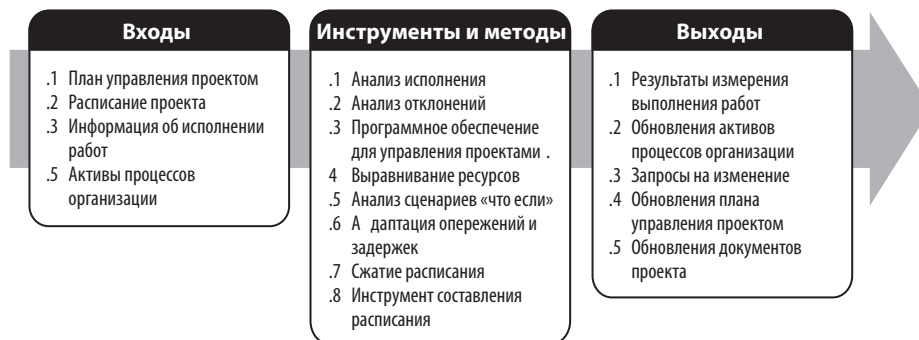 Входы
.1 План управления проектом
.2 Расписание проекта
.3 Информация об исполнении
работ
.5 Активы процессов
организации
Инструменты и методы
.1 Анализ исполнения
.2 Анализ отклонений
.3 Программное обеспечение
для управления проектами .
4 Выравнивание ресурсов
.5 Анализ сценариев «что если»
.6 А даптация опережений и
задержек
.7 Сжатие расписания
.8 Инструмент составления
расписания
Выходы
.1 Результаты измерения
выполнения работ
.2 Обновления активов
процессов организации
.3 Запросы на изменение
.4 Обновления плана
управления проектом
.5 Обновления документов
проекта